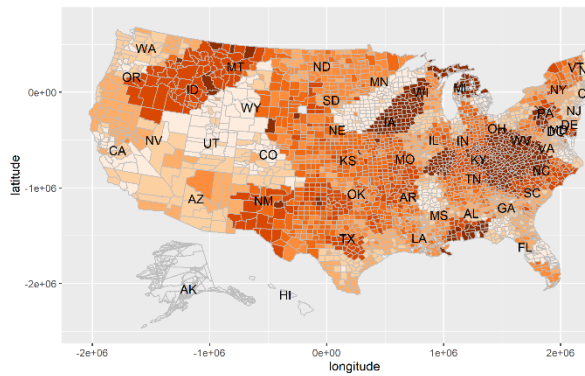 WA
MT
ND
VT
OR
MN
ID
WI
MI
NY
SD
WY
IA
PA
NJ
NE
OH
DE
NV
UT
CO
IL
IN
WV
VA
CA
KS
MO
KY
NC
TN
AZ
NM
OK
AR
SC
MS
AL
GA
TX
LA
FL
AK
HI
0e+00
-1e+06
-2e+06
latitude
-2e+06
-1e+06
0e+00
1e+06
2e+06
longitude